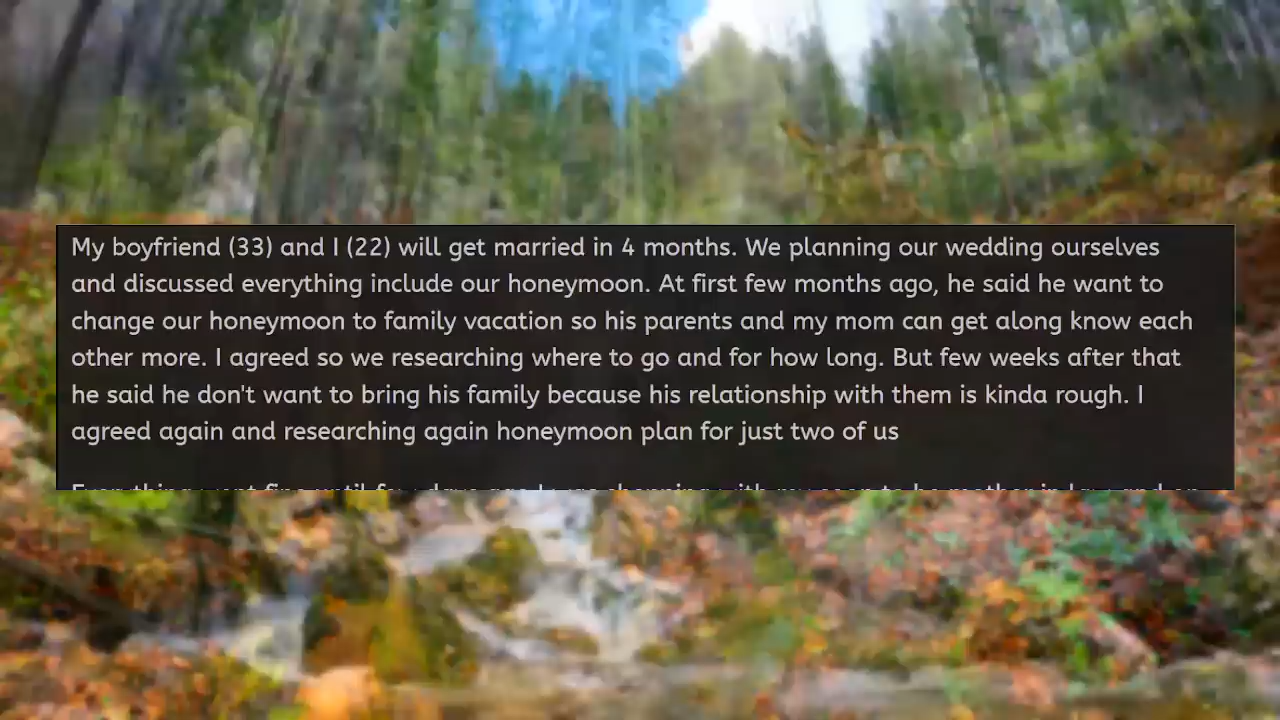 My boyfriend (33) and I (22) will get married in 4 months. We planning our wedding ourselves
and discussed everything include our honeymoon. At first few months ago, he said he want to
change our honeymoon to family vacation so his parents and my mom can get along know each
other more. I agreed so we researching where to go and for how long. But few weeks after that
he said he don't want to bring his family because his relationship with them is kinda rough. I
agreed again and researching again honeymoon plan for just two of us